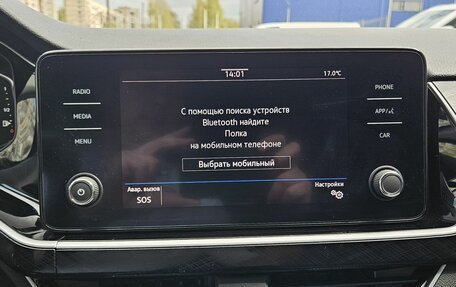 14:01
17.0°C
RADIO
MEDIA
MENU
PHONE
APP/
CAR
С помощью поиска устройств
Bluetooth найдите
Полка
на мобильном телефоне
Выбрать мобильный
Авар. вызов
SOS
Настройки